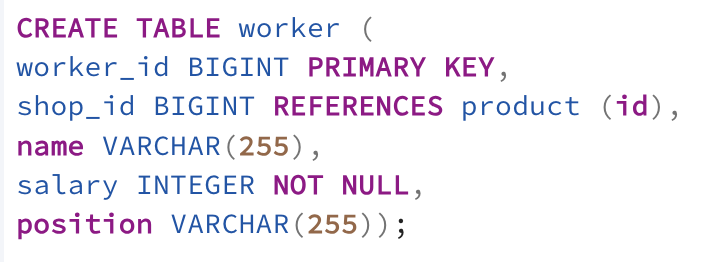 CREATE TABLE worker (
worker_id BIGINT PRIMARY KEY,
shop_id BIGINT REFERENCES product (id),
name VARCHAR(255),
salary INTEGER NOT NULL,
position VARCHAR(255));